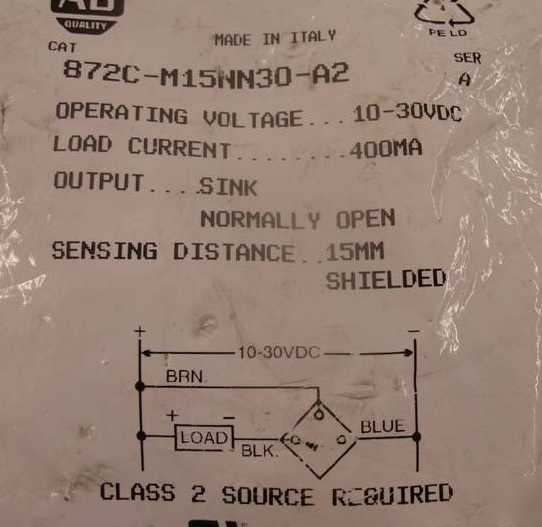 AB
QUALITY
PE LD
MADE IN ITALY
CAT
SER
872C-M15NN30-A2
A
OPERATING VOLTAGE... 10-30VDC
LOAD CURRENT........400MA
OUTPUT....SINK
NORMALLY OPEN
SENSING DISTANCE..15MM
SHIELDED
+ −
10-30VDC
BRN.
+ −
LOAD
BLK.
BLUE
CLASS 2 SOURCE REQUIRED